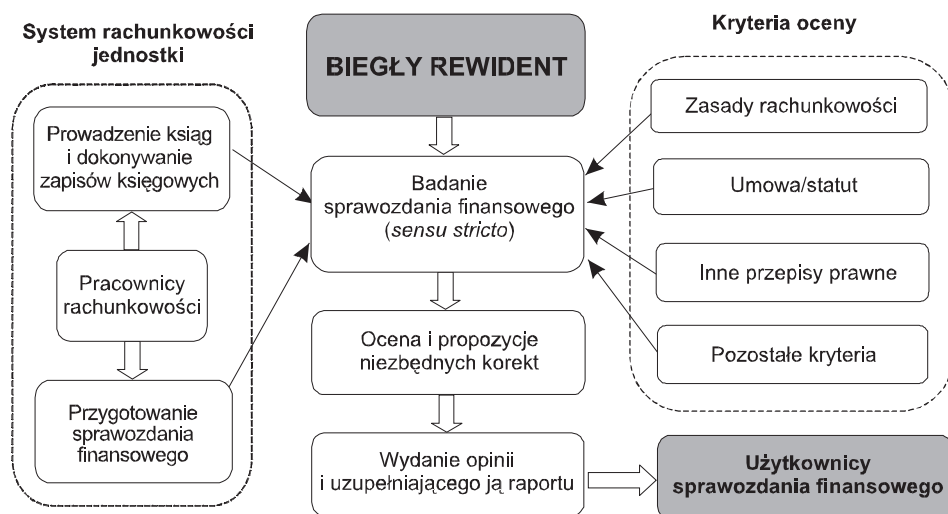 System rachunkowości
jednostki
Prowadzenie ksiąg
i dokonywanie
zapisów księgowych
Pracownicy
rachunkowości
Przygotowanie
sprawozdania
finansowego
BIEGŁY REWIDENT
Badanie
sprawozdania finansowego
(sensu stricto)
Ocena i propozycje
niezbędnych korekt
Wydanie opinii
i uzupełniającego ją raportu
Kryteria oceny
Zasady rachunkowości
Umowa/statut
Inne przepisy prawne
Pozostałe kryteria
Użytkownicy
sprawozdania finansowego